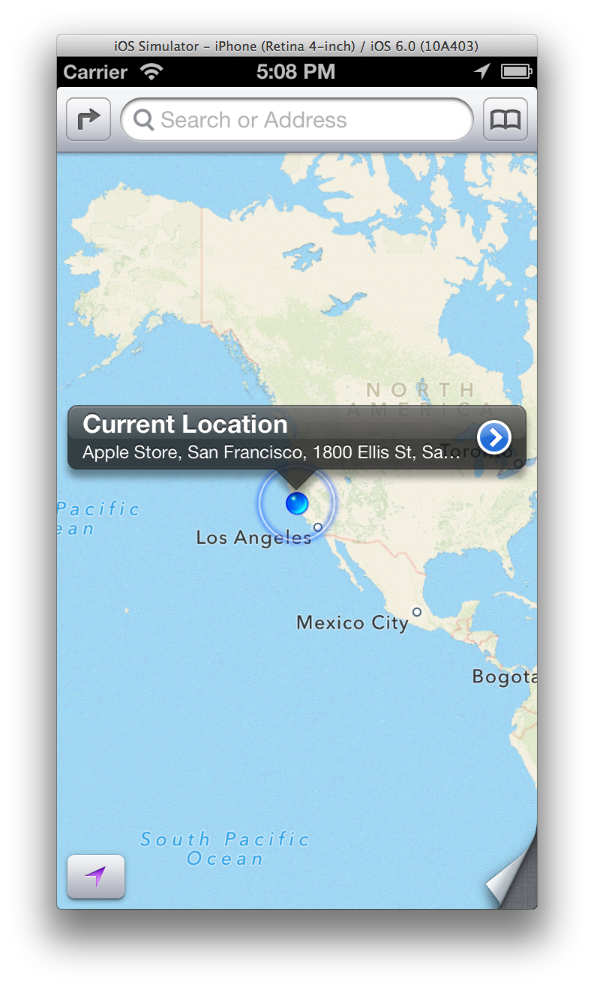 iOS Simulator – iPhone (Retina 4-inch) / iOS 6.0 (10A403)
Carrier 5:08 PM
Search or Address
NORTH
AMERICA
Current Location
Apple Store, San Francisco, 1800 Ellis St, Sa...
Toronto
Pacific
ean
Los Angeles
Mexico City
Bogota
South Pacific
Ocean